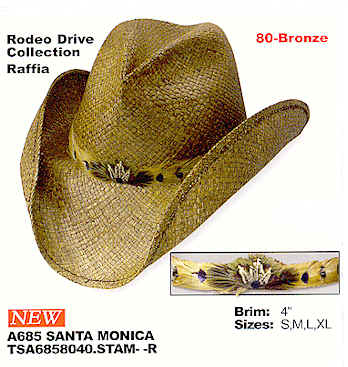 Rodeo Drive
Collection
Raffia
80-Bronze
NEW
A685 SANTA MONICA
TSA6858040.STAM- -R
Brim: 4"
Sizes: S,M,L,XL